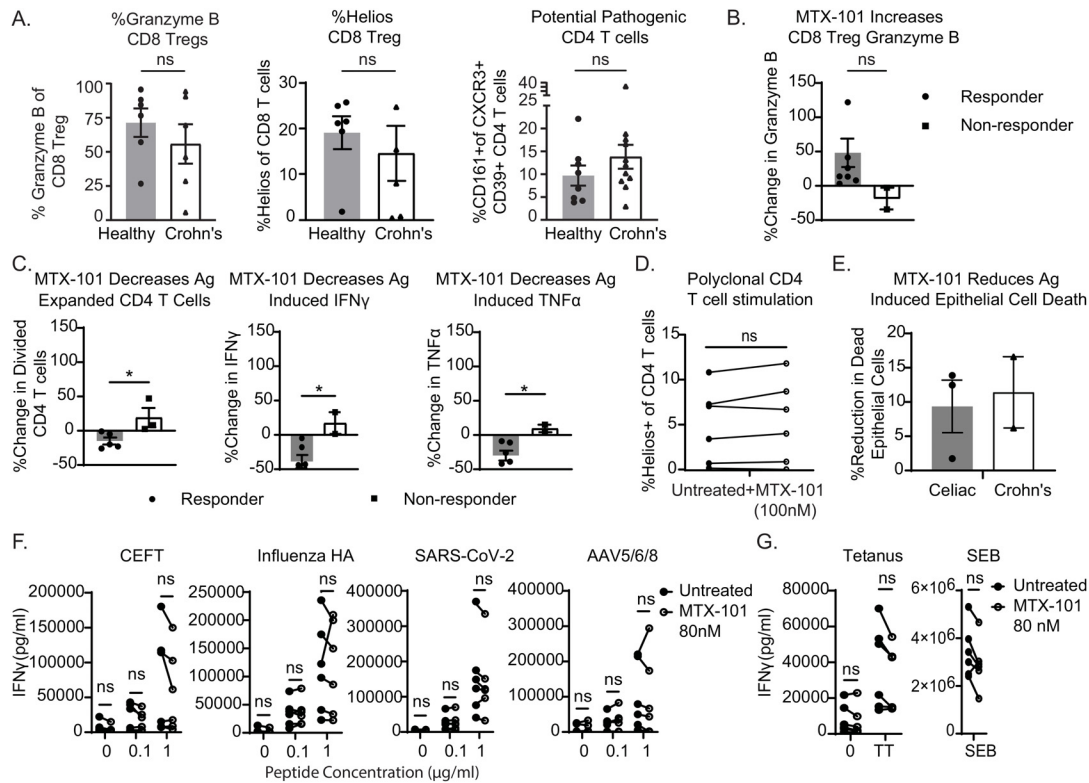 A.
%Granzyme B
CD8 Tregs
ns
% Granzyme B of
CD8 Treg
100
75
50
25
0
Healthy Crohn's
%Helios
CD8 Treg
ns
%Helios of CD8 T cells
30
20
10
0
Healthy Crohn's
Potential Pathogenic
CD4 T cells
ns
%CD161+of CXCR3+
CD39+ CD4 T cells
40
25
20
15
10
5
0
Healthy Crohn's
B.
MTX-101 Increases
CD8 Treg Granzyme B
ns
%Change in Granzyme B
150
100
50
0
-50
Responder
Non-responder
C.
MTX-101 Decreases Ag
Expanded CD4 T Cells
*
%Change in Divided
CD4 T cells
150
100
50
0
-50
MTX-101 Decreases Ag
Induced IFNγ
*
%Change in IFNγ
150
100
50
0
-50
MTX-101 Decreases Ag
Induced TNFα
*
%Change in TNFα
150
100
50
0
-50
Responder
Non-responder
D.
Polyclonal CD4
T cell stimulation
ns
%Helios+ of CD4 T cells
15
10
5
0
Untreated+MTX-101
(100nM)
E.
MTX-101 Reduces Ag
Induced Epithelial Cell Death
%Reduction in Dead
Epithelial Cells
20
15
10
5
0
Celiac Crohn's
F.
CEFT
IFNγ(pg/ml)
200000
150000
100000
50000
0
ns
ns
ns
0 0.1 1
Influenza HA
250000
200000
150000
100000
50000
0
ns
ns
ns
0 0.1 1
SARS-CoV-2
400000
300000
200000
100000
0
ns
ns
ns
0 0.1 1
AAV5/6/8
400000
300000
200000
100000
0
ns
ns
ns
0 0.1 1
Untreated
MTX-101
80nM
Peptide Concentration (μg/ml)
G.
Tetanus
IFNγ (pg/ml)
80000
60000
40000
20000
0
ns
ns
0 TT
SEB
6×10⁶
4×10⁶
2×10⁶
0
ns
SEB
Untreated
MTX-101
80 nM